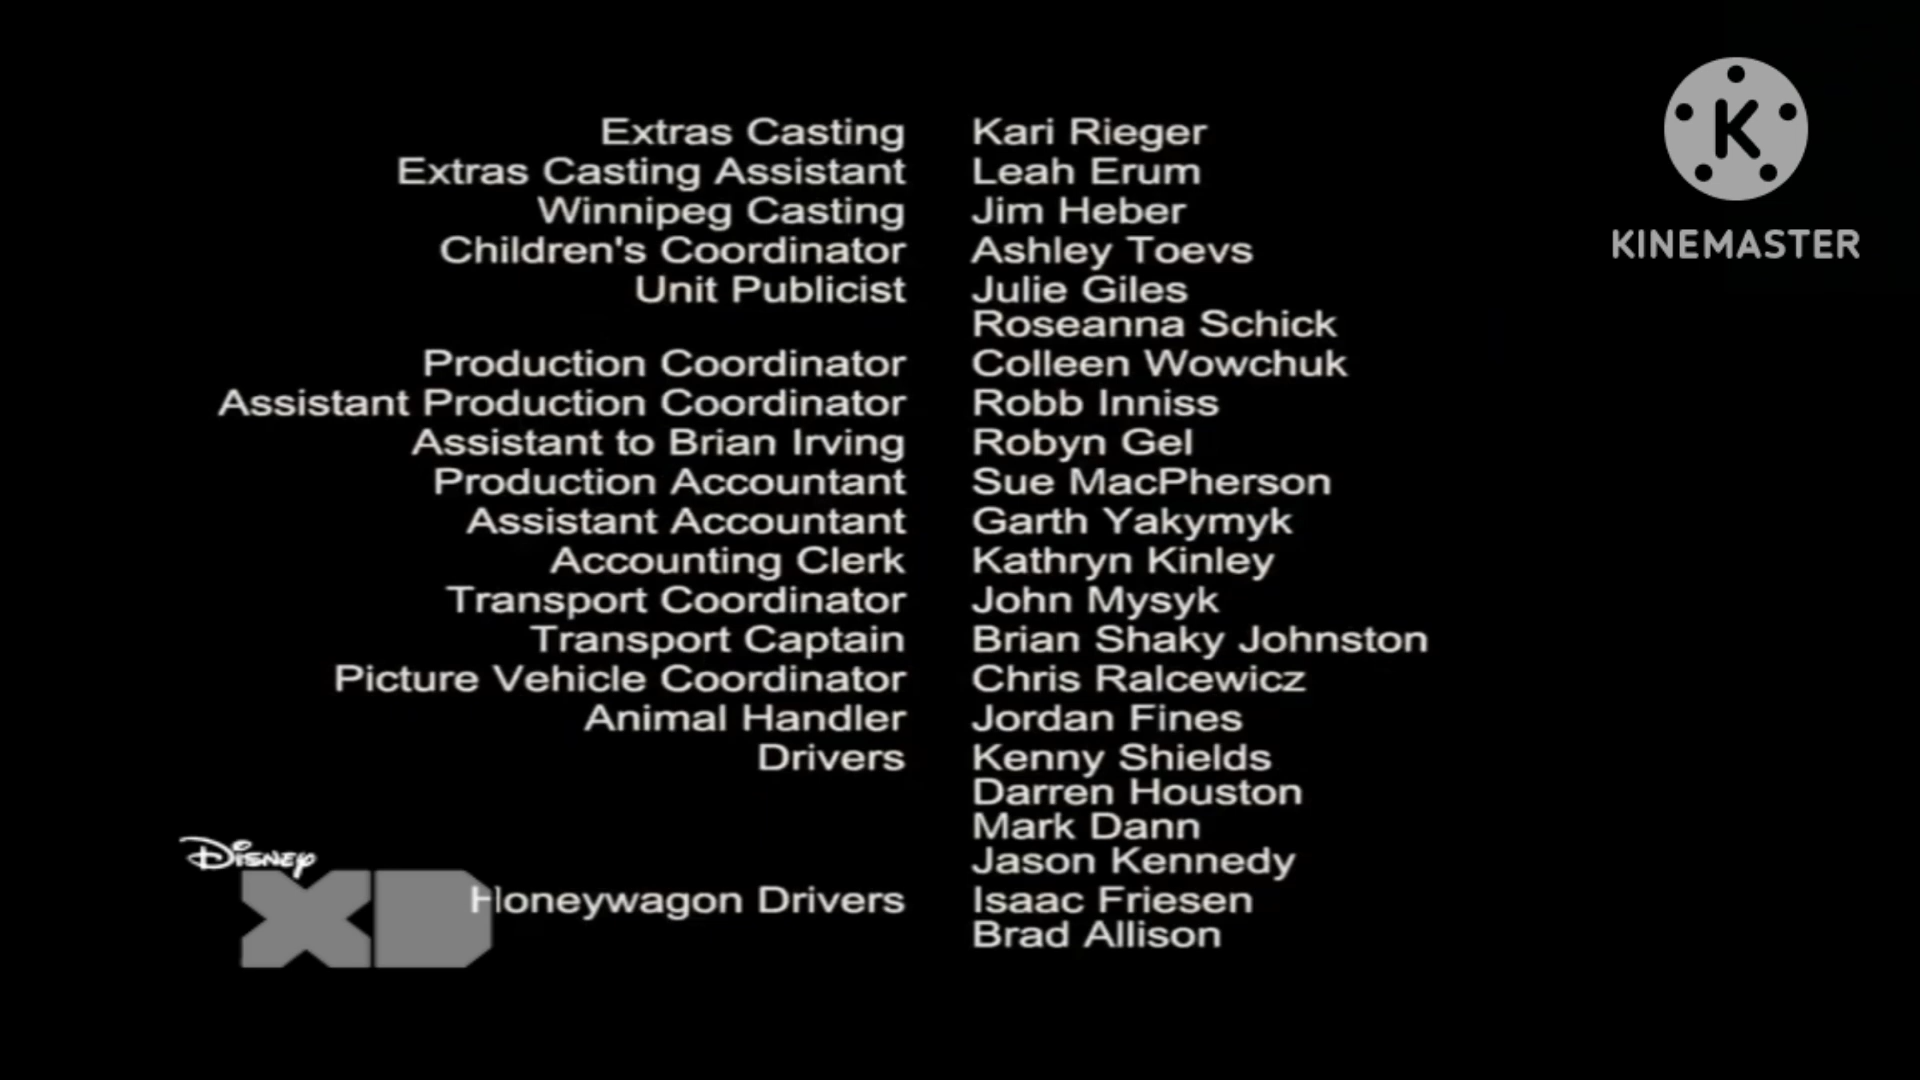 Extras Casting Kari Rieger
Extras Casting Assistant Leah Erum
Winnipeg Casting Jim Heber
Children's Coordinator Ashley Toevs
Unit Publicist Julie Giles
Roseanna Schick
Production Coordinator Colleen Wowchuk
Assistant Production Coordinator Robb Inniss
Assistant to Brian Irving Robyn Gel
Production Accountant Sue MacPherson
Assistant Accountant Garth Yakymyk
Accounting Clerk Kathryn Kinley
Transport Coordinator John Mysyk
Transport Captain Brian Shaky Johnston
Picture Vehicle Coordinator Chris Ralcewicz
Animal Handler Jordan Fines
Drivers Kenny Shields
Darren Houston
Mark Dann
Jason Kennedy
Honeywagon Drivers Isaac Friesen
Brad Allison
K
KINEMASTER
Disney
XD